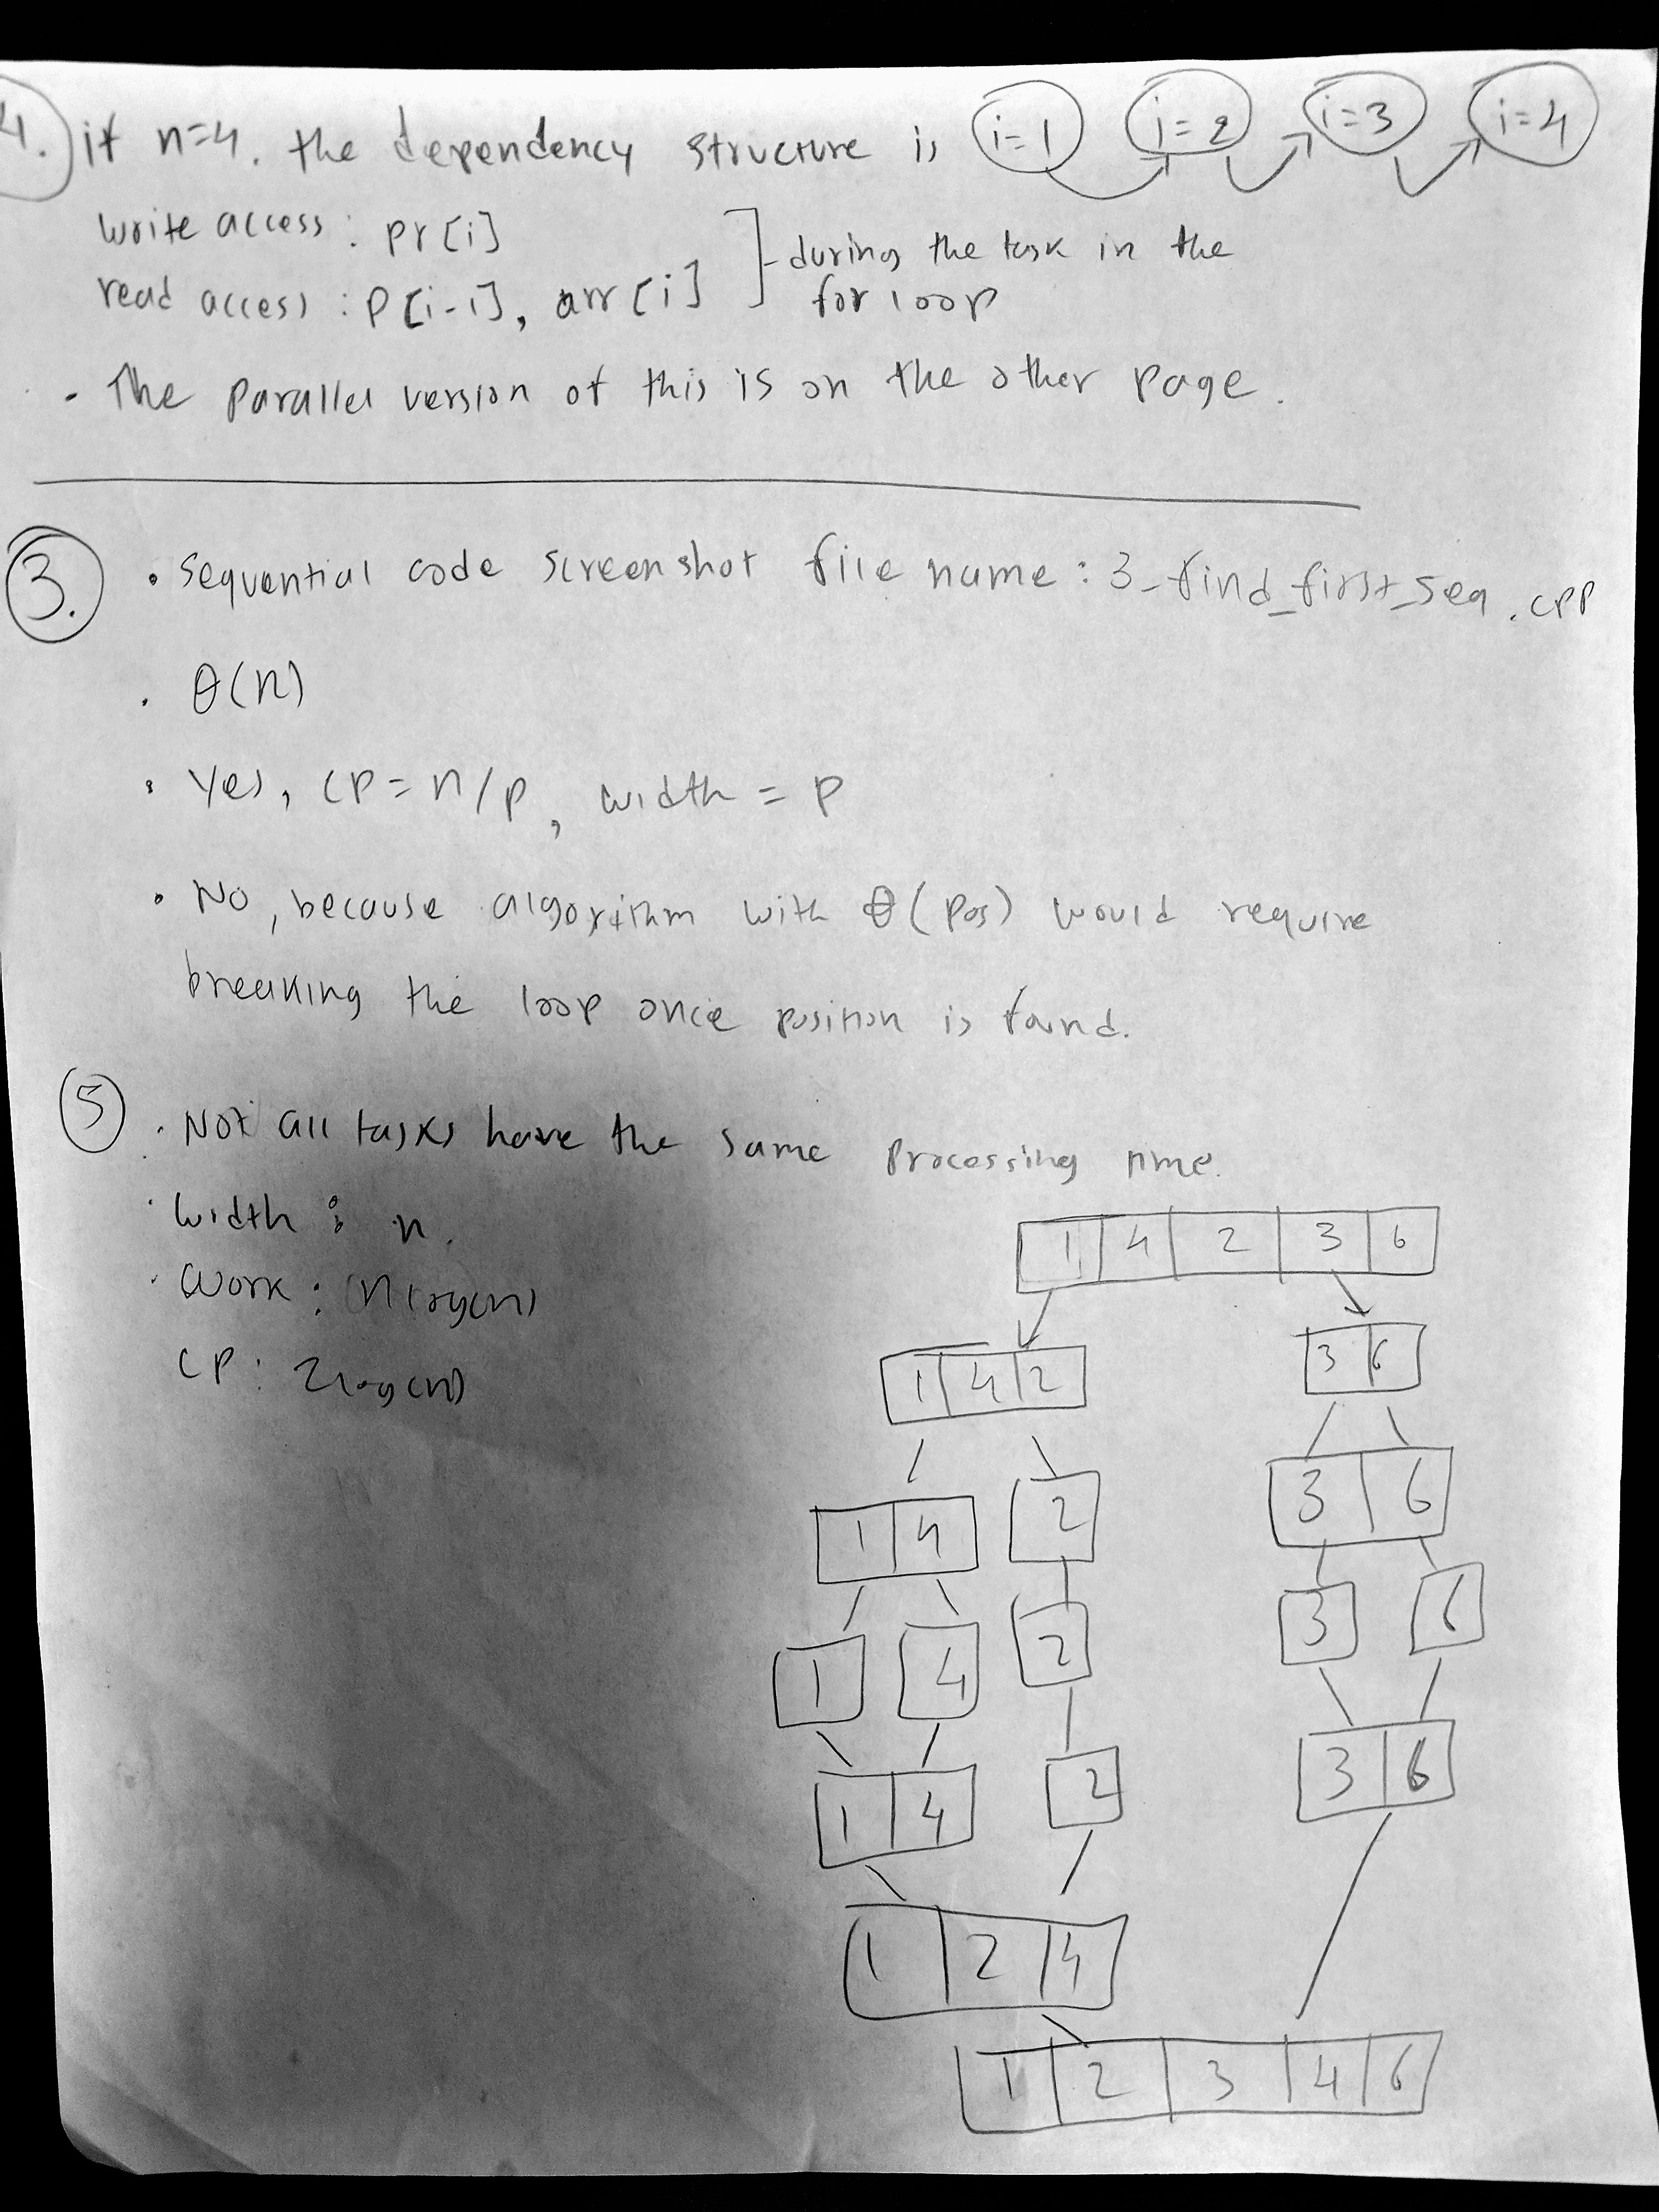 4.) if n=4. the dependency structure is i=1 i=2 i=3 i=4
write access : pr[i]
read access : p[i-1], arr[i] ]- during the task in the
for loop
• The Parallel version of this is on the other page.
3. • sequential code screenshot file name : 3_find_first_seq.cpp
• θ(n)
• Yes, CP = n/p, width = p
• No, because algorithm with θ(pos) would require
breaking the loop once position is found.
5 • Not all tasks have the same processing time.
• width : n.
• Work : nlog(n)
CP : 2log(n)
1 4 2 3 6
1 4 2 3 6
1 4 2 3 6
1 4 2 3 6
1 4 2 3 6
1 2 4
1 2 3 4 6